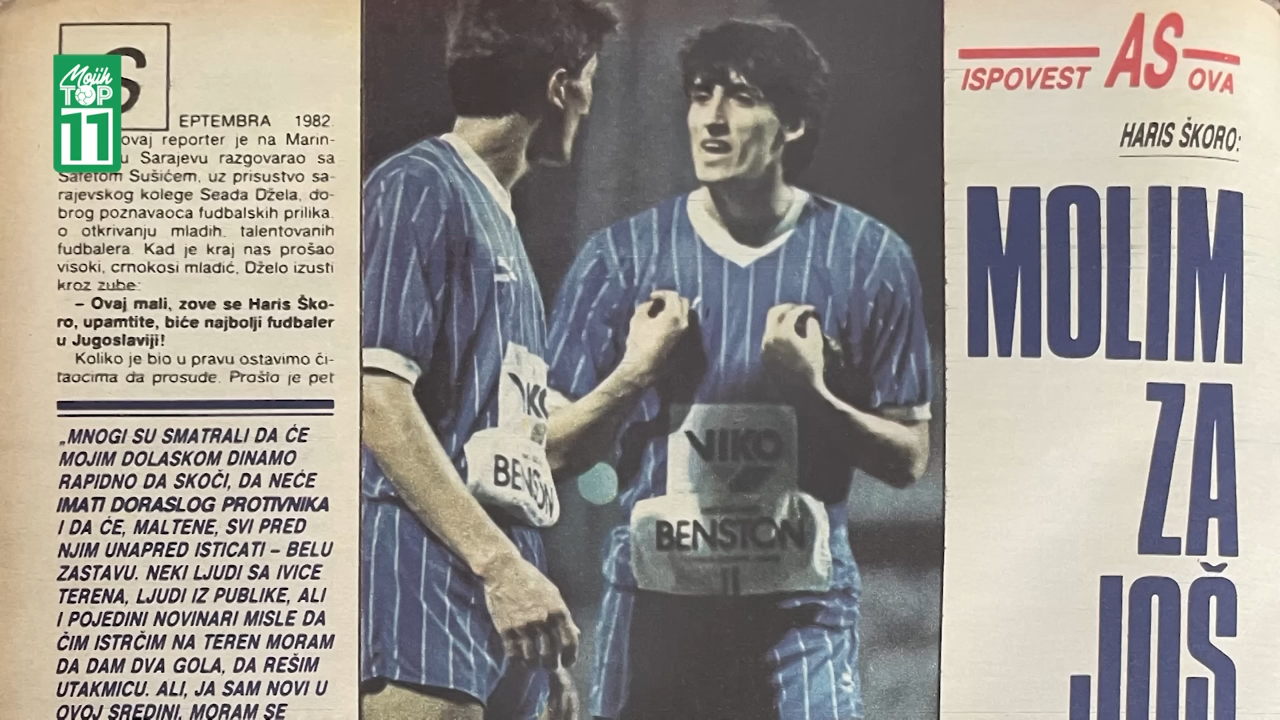 Mojih
TOP
11
S
EPTEMBRA 1982.
ovaj reporter je na Marin-
u Sarajevu razgovarao sa
Safetom Sušićem, uz prisustvo sa-
rajevskog kolege Seada Džela, do-
brog poznavaoca fudbalskih prilika,
o otkrivanju mladih, talentovanih
fudbalera. Kad je kraj nas prošao
visoki, crnokosi mladić, Dželo izusti
kroz zube:
– Ovaj mali, zove se Haris Ško-
ro, upamtite, biće najbolji fudbaler
u Jugoslaviji!
Koliko je bio u pravu ostavimo či-
taocima da prosude. Prošlo je pet
„MNOGI SU SMATRALI DA ĆE
MOJIM DOLASKOM DINAMO
RAPIDNO DA SKOČI, DA NEĆE
IMATI DORASLOG PROTIVNIKA
I DA ĆE, MALTENE, SVI PRED
NJIM UNAPRED ISTICATI – BELU
ZASTAVU. NEKI LJUDI SA IVICE
TERENA, LJUDI IZ PUBLIKE, ALI
I POJEDINI NOVINARI MISLE DA
ČIM ISTRČIM NA TEREN MORAM
DA DAM DVA GOLA, DA REŠIM
UTAKMICU. ALI, JA SAM NOVI U
OVOJ SREDINI, MORAM SE
VIKO
BENSTON
11
ISPOVEST ASOVA
HARIS ŠKORO:
MOLIM
ZA
JOŠ